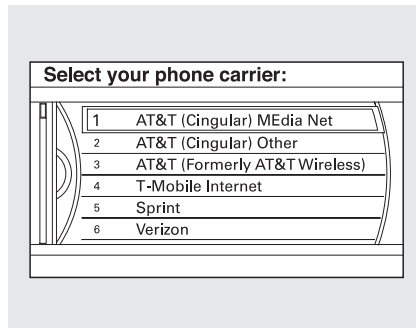 Select your phone carrier:
1 AT&T (Cingular) MEdia Net
2 AT&T (Cingular) Other
3 AT&T (Formerly AT&T Wireless)
4 T-Mobile Internet
5 Sprint
6 Verizon